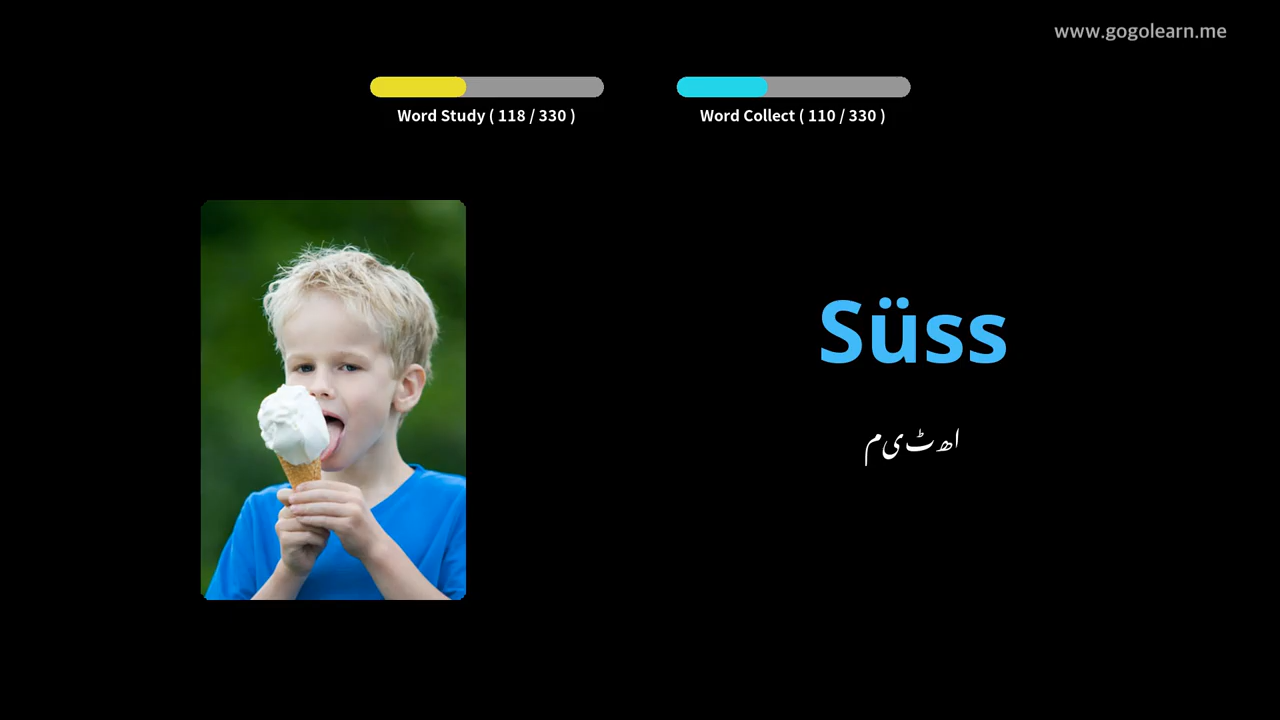 www.gogolearn.me
Word Study ( 118 / 330 )
Word Collect ( 110 / 330 )
Süss
اھٹیم